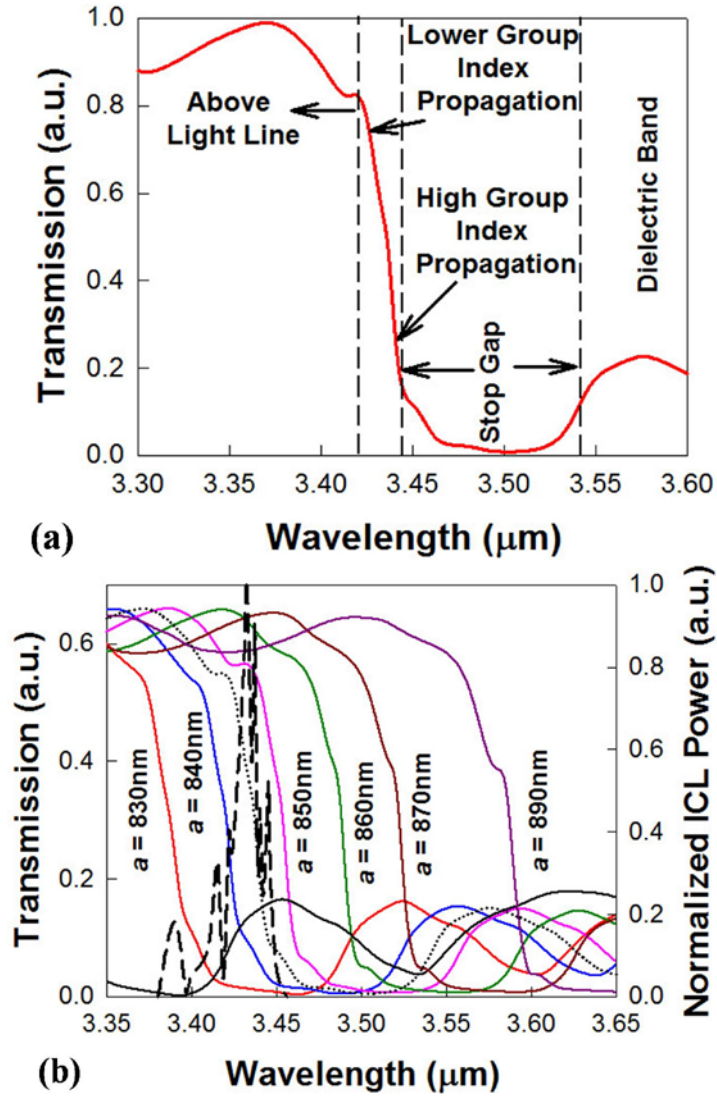 Transmission (a.u.)
1.0
0.8
0.6
0.4
0.2
0.0
Above
Light Line
Lower Group
Index
Propagation
High Group
Index
Propagation
Stop Gap
Dielectric Band
3.30
3.40
3.45
3.50
3.55
3.60
Wavelength (μm)
(a)
Transmission (a.u.)
0.6
0.4
0.2
0.0
a = 830nm
a = 840nm
a = 850nm
a = 860nm
a = 870nm
a = 890nm
1.0
0.8
0.6
0.4
0.2
0.0
Normalized ICL Power (a.u.)
3.35
3.40
3.45
3.50
3.55
3.60
3.65
Wavelength (μm)
(b)